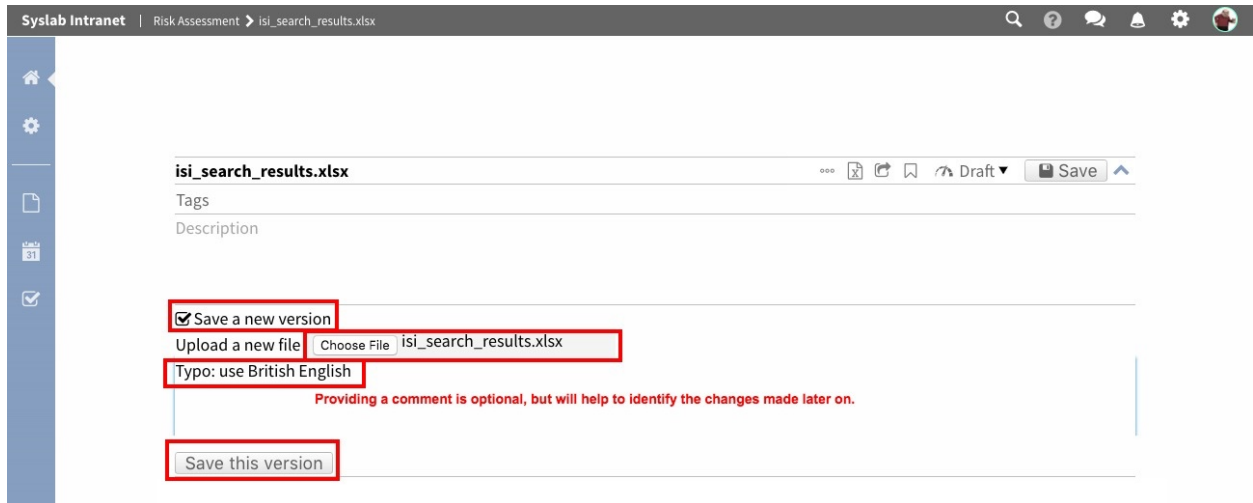 Syslab Intranet | Risk Assessment > isi_search_results.xlsx
31
isi_search_results.xlsx Draft Save
Tags
Description
Save a new version
Upload a new file Choose File isi_search_results.xlsx
Typo: use British English
Providing a comment is optional, but will help to identify the changes made later on.
Save this version